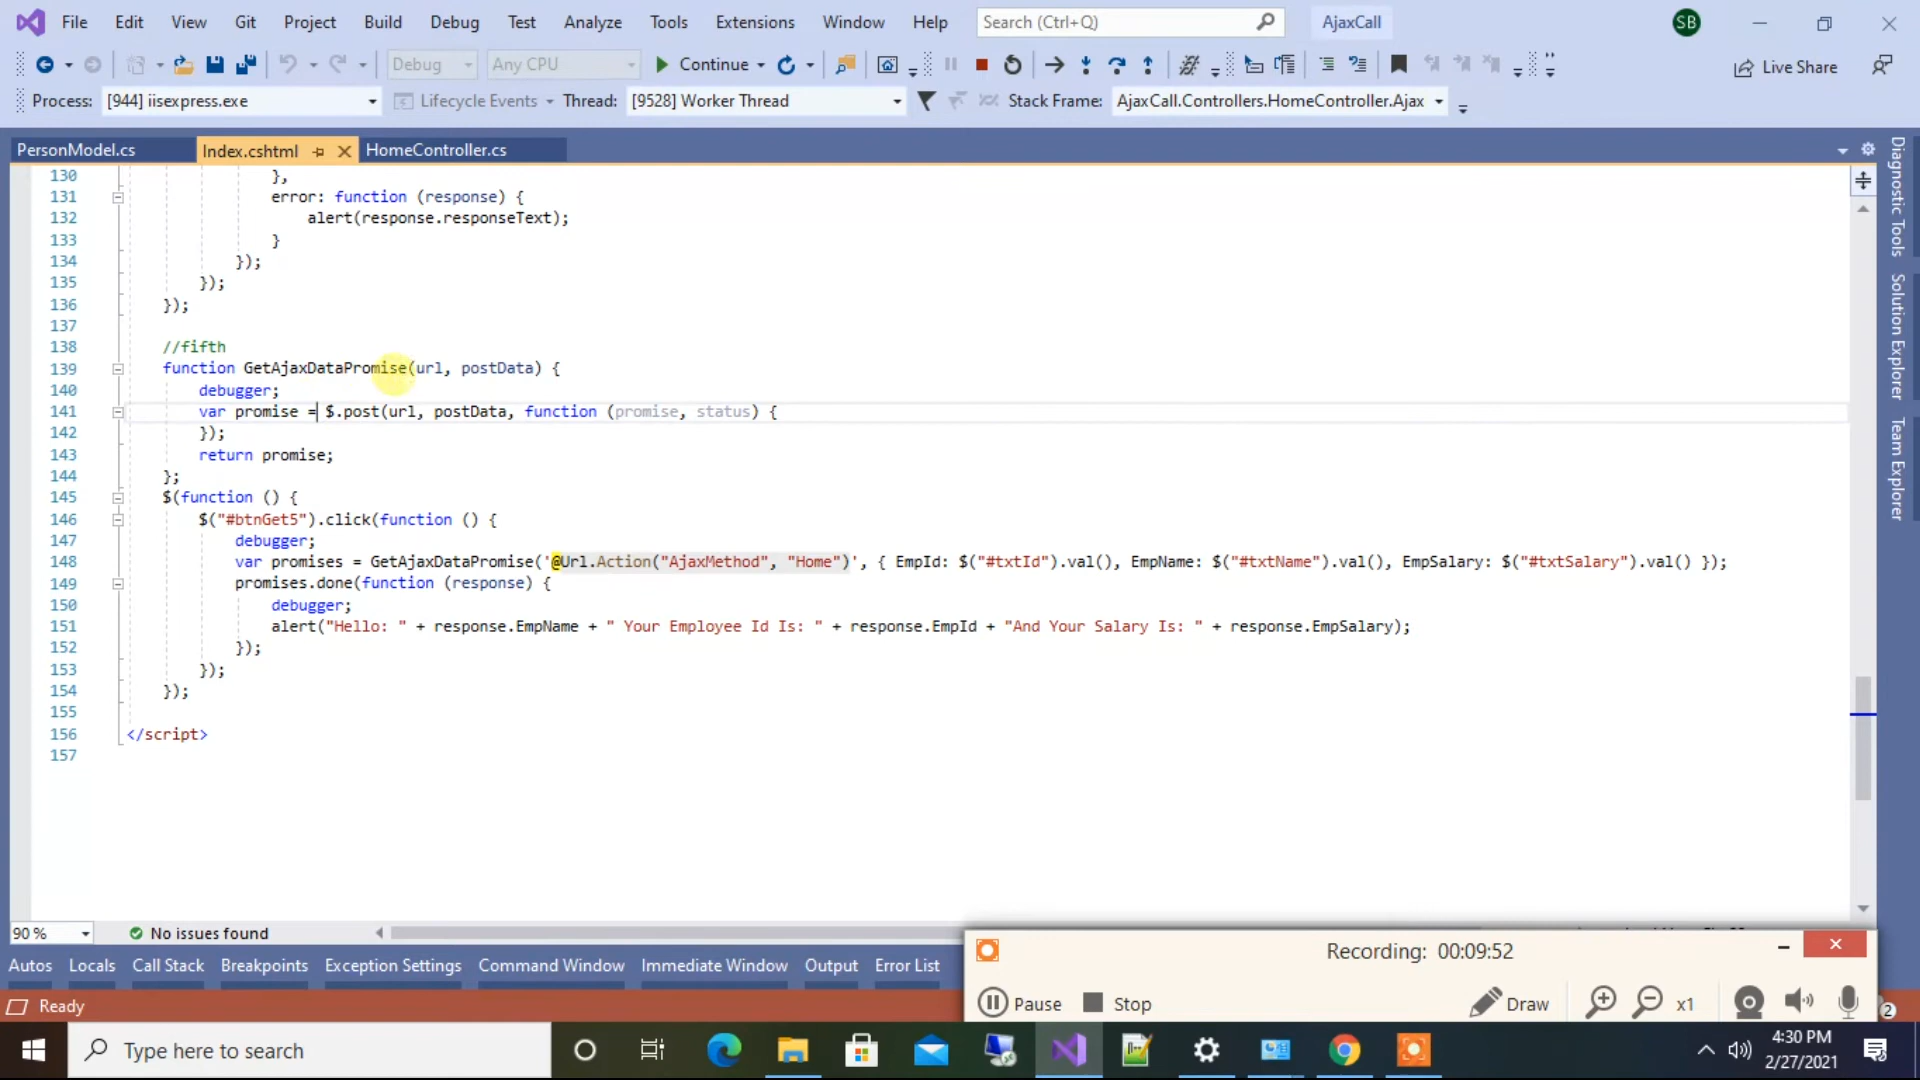 File Edit View Git Project Build Debug Test Analyze Tools Extensions Window Help Search (Ctrl+Q) AjaxCall SB
Debug Any CPU Continue Live Share
Process: [944] iisexpress.exe Lifecycle Events Thread: [9528] Worker Thread Stack Frame: AjaxCall.Controllers.HomeController.Ajax
PersonModel.cs Index.cshtml HomeController.cs
130 },
131 error: function (response) {
132 alert(response.responseText);
133 }
134 });
135 });
136 });
137
138 //fifth
139 function GetAjaxDataPromise(url, postData) {
140 debugger;
141 var promise = $.post(url, postData, function (promise, status) {
142 });
143 return promise;
144 };
145 $(function () {
146 $("#btnGet5").click(function () {
147 debugger;
148 var promises = GetAjaxDataPromise('@Url.Action("AjaxMethod", "Home")', { EmpId: $("#txtId").val(), EmpName: $("#txtName").val(), EmpSalary: $("#txtSalary").val() });
149 promises.done(function (response) {
150 debugger;
151 alert("Hello: " + response.EmpName + " Your Employee Id Is: " + response.EmpId + "And Your Salary Is: " + response.EmpSalary);
152 });
153 });
154 });
155
156 </script>
157
Diagnostic Tools
Solution Explorer
Team Explorer
90 % No issues found
Autos Locals Call Stack Breakpoints Exception Settings Command Window Immediate Window Output Error List
Ready
Recording: 00:09:52
Pause Stop Draw x1
2
Type here to search
4:30 PM
2/27/2021